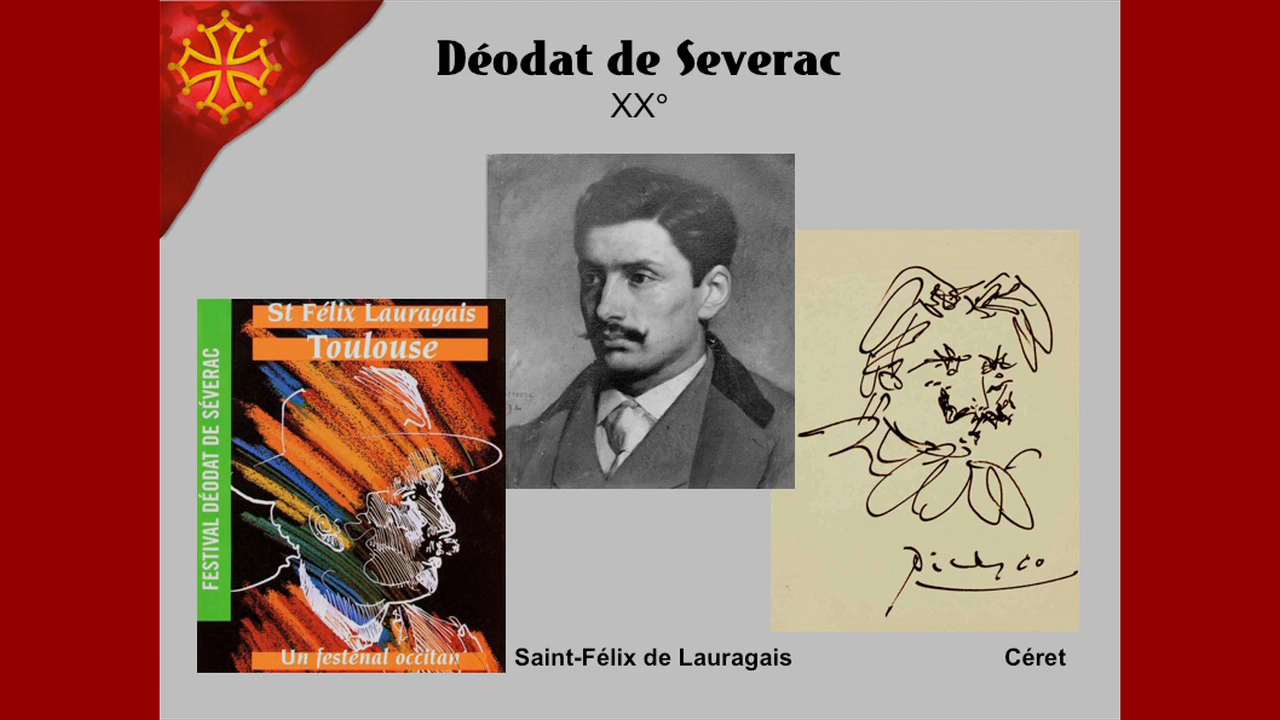 Déodat de Severac
XX°
St Félix Lauragais
Toulouse
FESTIVAL DÉODAT DE SÉVERAC
Un festenal occitan
Picasso
Saint-Félix de Lauragais
Céret